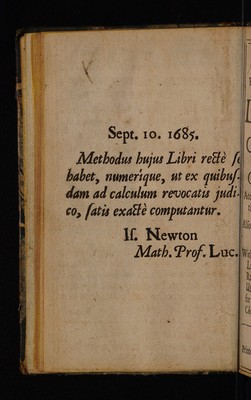 Sept. 10. 1685.
Methodus hujus Libri rectè se
habet, numerique, ut ex quibus-
dam ad calculum revocatis judi-
co, satis exactè computantur.
Is. Newton
Math. Prof. Luc.